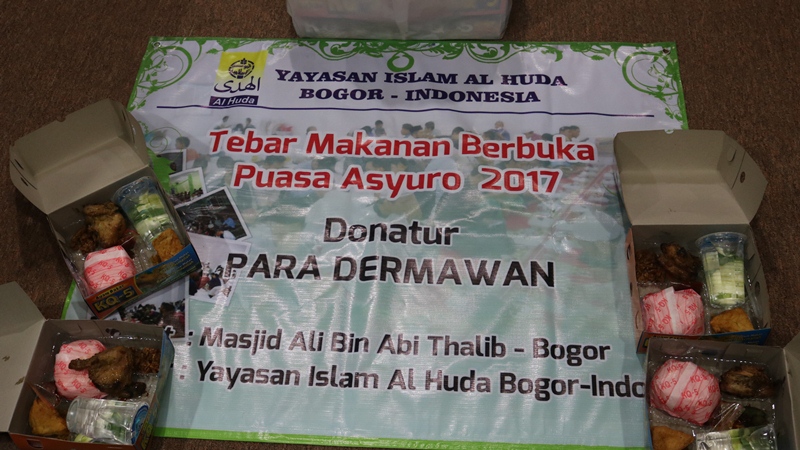 الهدى
Al Huda
YAYASAN ISLAM AL HUDA
BOGOR - INDONESIA
Tebar Makanan Berbuka
Puasa Asyuro 2017
Donatur
PARA DERMAWAN
: Masjid Ali Bin Abi Thalib - Bogor
: Yayasan Islam Al Huda Bogor-Indo